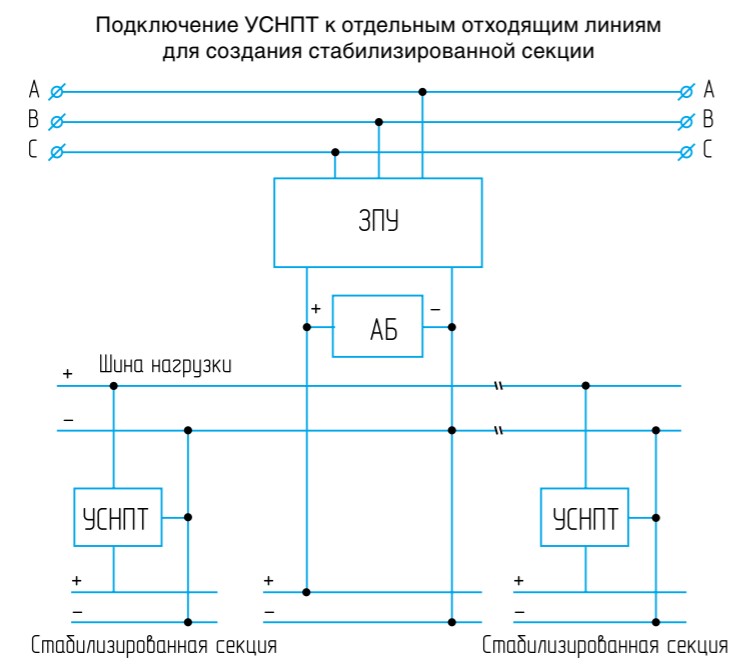 Подключение УСНПТ к отдельным отходящим линиям
для создания стабилизированной секции
А А
В В
С С
ЗПУ
+ –
АБ
Шина нагрузки
+
–
УСНПТ УСНПТ
+ + +
– – –
Стабилизированная секция Стабилизированная секция